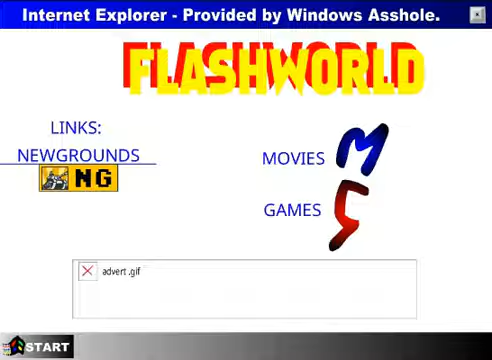 Internet Explorer - Provided by Windows Asshole.
FLASHWORLD
LINKS:
NEWGROUNDS
NG
MOVIES M
GAMES G
advert .gif
START